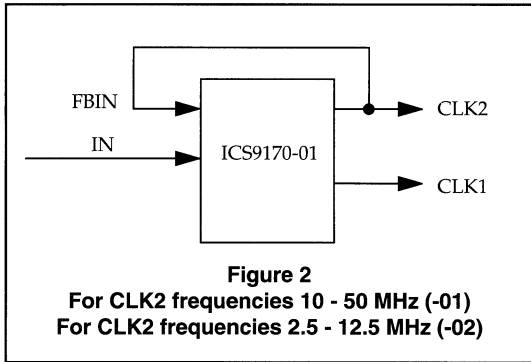 FBIN
CLK2
IN
ICS9170-01
CLK1
Figure 2
For CLK2 frequencies 10 - 50 MHz (-01)
For CLK2 frequencies 2.5 - 12.5 MHz (-02)